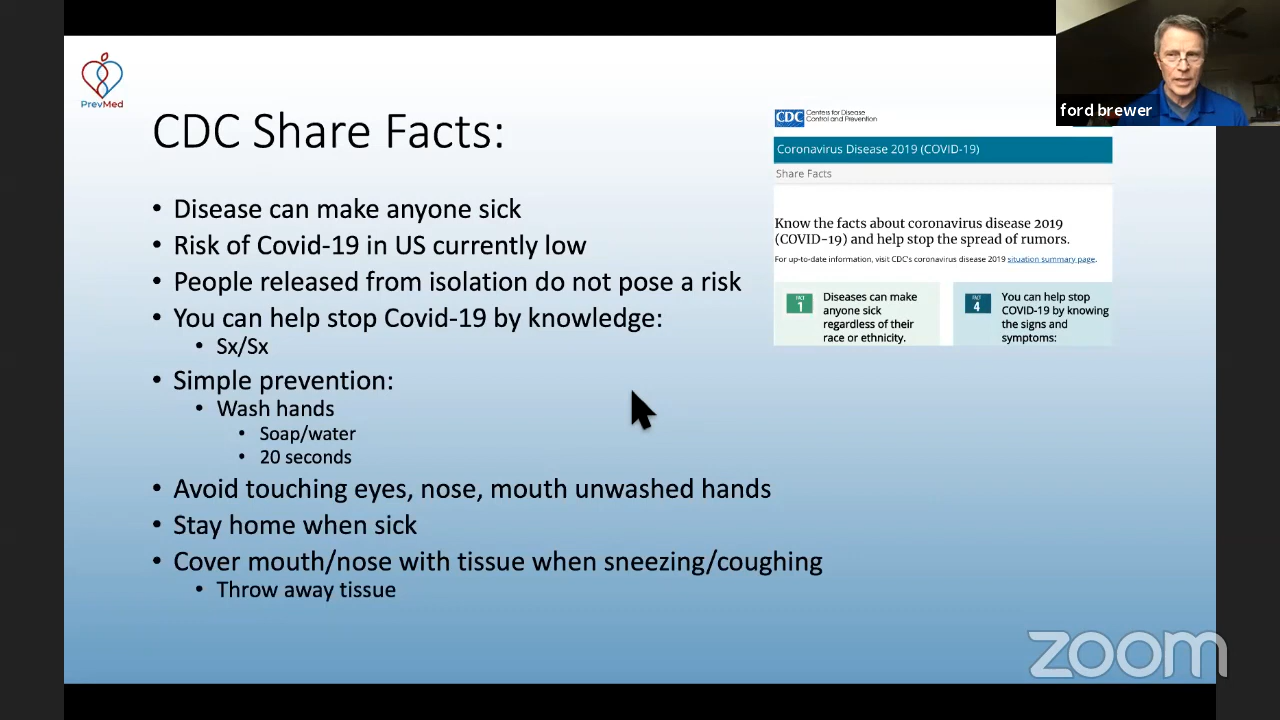 PrevMed
CDC Share Facts:
• Disease can make anyone sick
• Risk of Covid-19 in US currently low
• People released from isolation do not pose a risk
• You can help stop Covid-19 by knowledge:
• Sx/Sx
• Simple prevention:
• Wash hands
• Soap/water
• 20 seconds
• Avoid touching eyes, nose, mouth unwashed hands
• Stay home when sick
• Cover mouth/nose with tissue when sneezing/coughing
• Throw away tissue
CDC
Centers for Disease
Control and Prevention
Coronavirus Disease 2019 (COVID-19)
Share Facts
Know the facts about coronavirus disease 2019
(COVID-19) and help stop the spread of rumors.
For up-to-date information, visit CDC's coronavirus disease 2019 situation summary page.
FACT
1
Diseases can make
anyone sick
regardless of their
race or ethnicity.
FACT
4
You can help stop
COVID-19 by knowing
the signs and
symptoms:
ford brewer
zoom